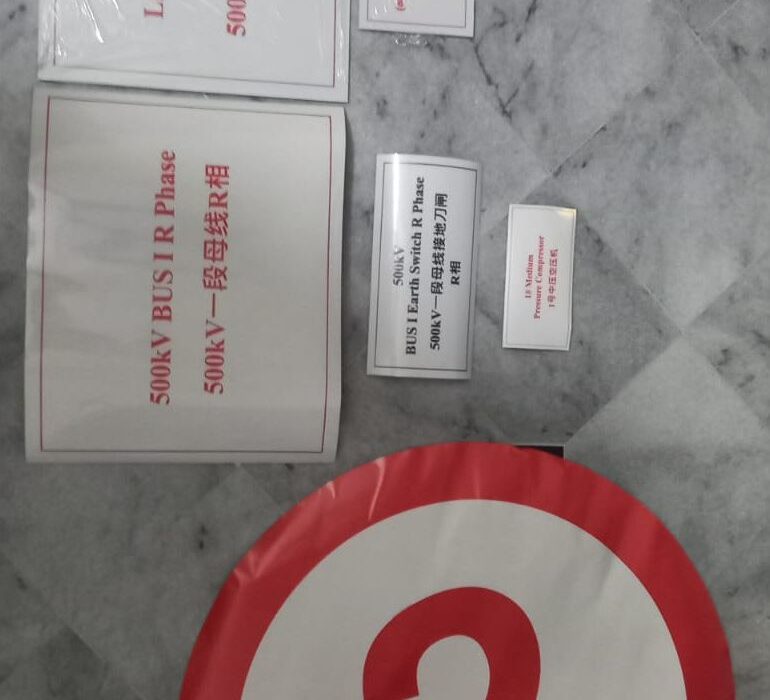 500kV BUS I R Phase
500kV一段母线R相
500kV
BUS I Earth Switch R Phase
500kV一段母线接地刀闸
R相
1# Medium
Pressure Compressor
1号中压空压机
L
500